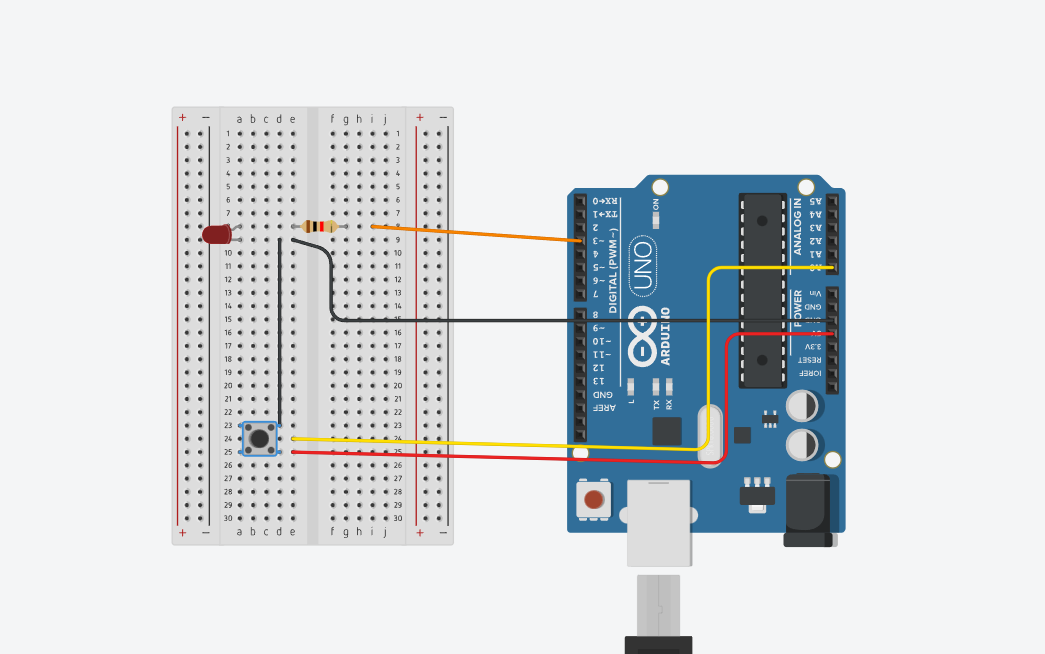 + − a b c d e f g h i j + −
1 1
2 2
3 3
4 4
5 5
6 6
7 7
9
10 10
11 11
12 12
13 13
14 14
15 15
16 16
17 17
18 18
19 19
20 20
21 21
22 22
23 23
24 24
25 25
26 26
27 27
28 28
29 29
30 30
+ − a b c d e f g h i j + −
RX←0
TX→1
2
3~
4
5~
6~
7
8
9~
10~
11~
12
13
GND
AREF
DIGITAL (PWM~)
ON
UNO
ARDUINO
L
TX
RX
ANALOG IN
A5
A4
A3
A2
A1
A0
POWER
Vin
GND
3.3V
RESET
IOREF